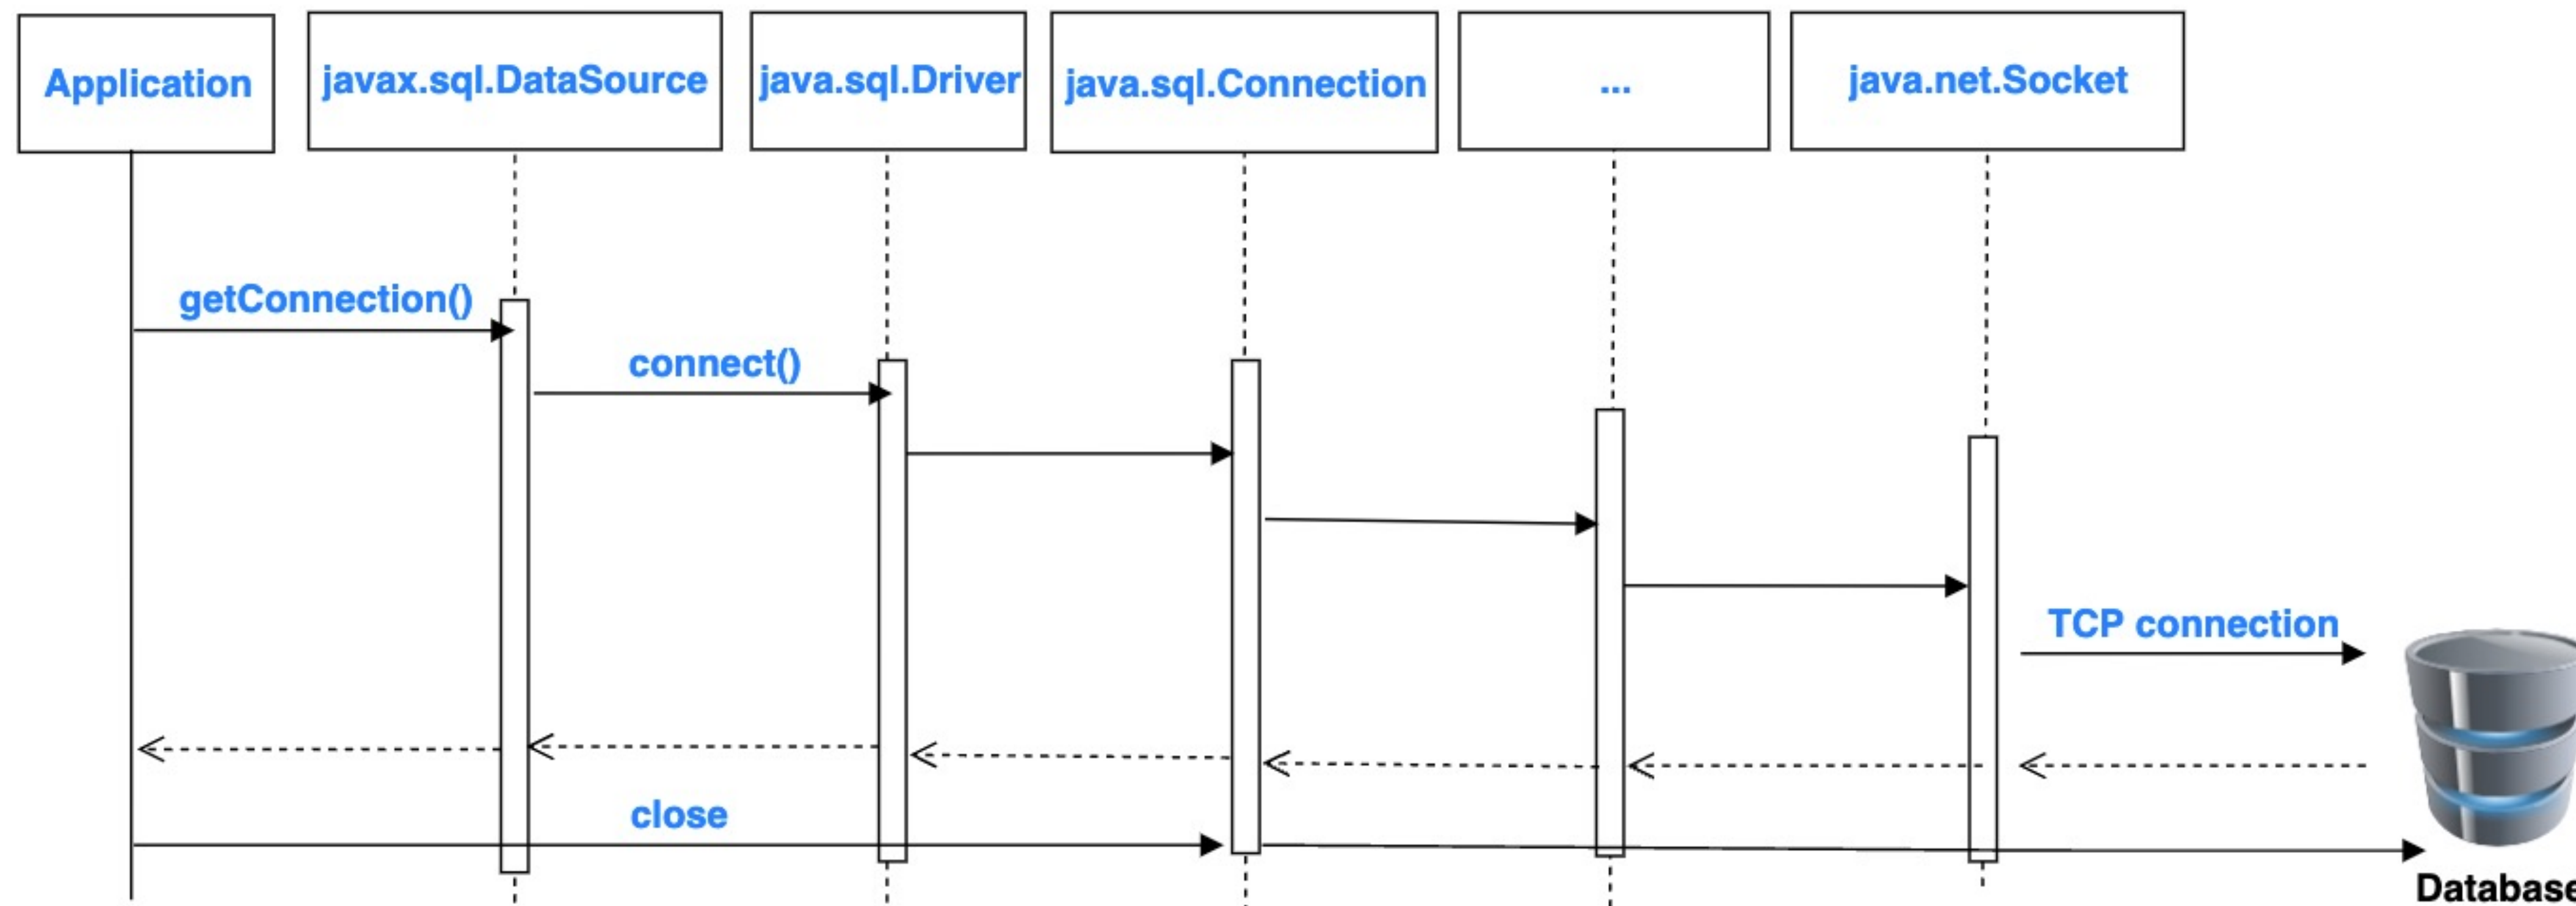 Application
javax.sql.DataSource
java.sql.Driver
java.sql.Connection
...
java.net.Socket
getConnection()
connect()
TCP connection
close
Database